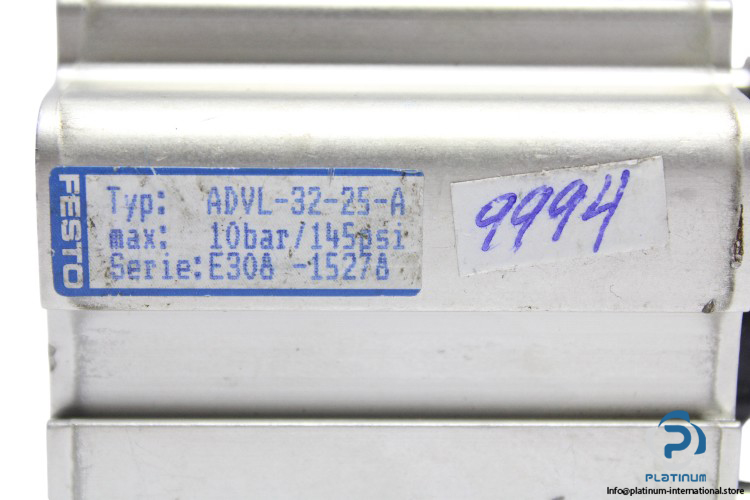 FESTO
Typ: ADVL-32-25-A
max: 10bar/145psi
Serie: E308 -15278
9994
PLATINUM
Info@platinum-international.store